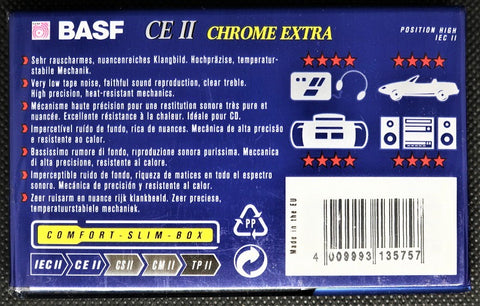 BASF CE II CHROME EXTRA
POSITION HIGH
IEC II
Sehr rauscharmes, nuancenreiches Klangbild. Hochpräzise, temperatur-
stabile Mechanik.
Very low tape noise, faithful sound reproduction, clear treble.
High precision, heat-resistant mechanics.
Mécanisme haute précision pour une restitution sonore très pure et
nuancée. Excellente résistance à la chaleur. Idéale pour CD.
Impercetível ruído de fondo, rica de nuances. Mecânica de alta precisão
e resistente ao calor.
Bassissimo rumore di fondo, riproduzione sonora purissima. Meccanica
di alta precisione, resistente al calore.
Imperceptible ruido de fondo, riqueza de matices en todo el espectro
sonoro. Mecánica de precisión y resistente al calor.
Zeer ruisarm en nuance rijk klankbeeld. Zeer precieze,
temperatuurstabiele mechaniek.
COMFORT-SLIM-BOX
IEC II CE II CS II CM II TP II
PP
Made in the EU
4 009993 135757